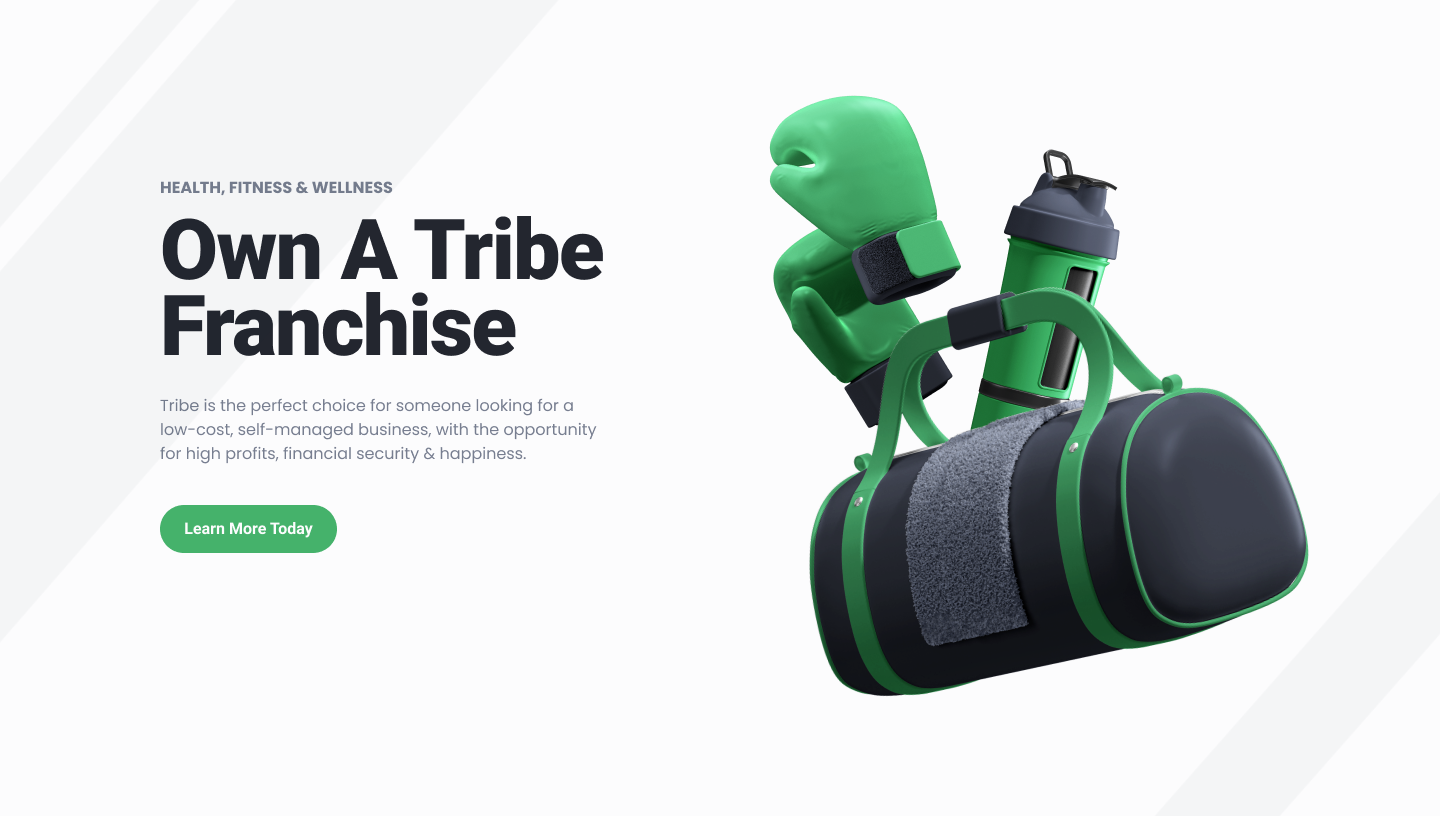 HEALTH, FITNESS & WELLNESS
Own A Tribe
Franchise
Tribe is the perfect choice for someone looking for a
low-cost, self-managed business, with the opportunity
for high profits, financial security & happiness.
Learn More Today